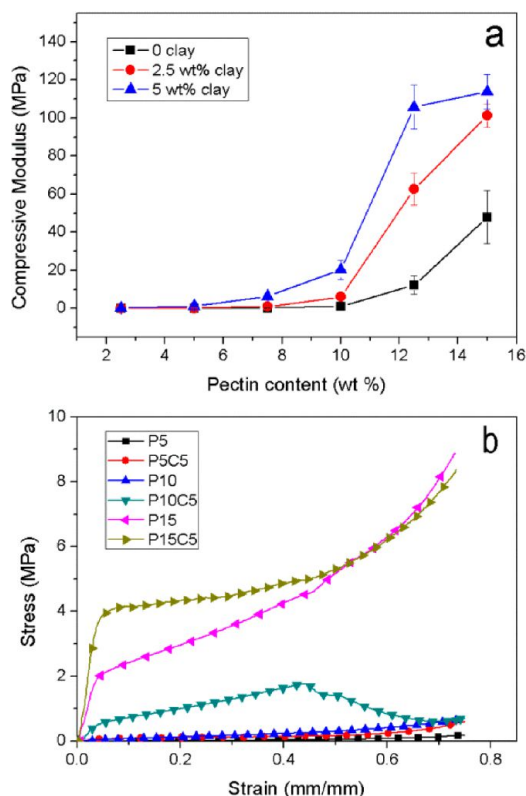 a
0 clay
2.5 wt% clay
5 wt% clay
Compressive Modulus (MPa)
140
120
100
80
60
40
20
0
2 4 6 8 10 12 14 16
Pectin content (wt %)
b
P5
P5C5
P10
P10C5
P15
P15C5
Stress (MPa)
10
8
6
4
2
0
0.0 0.2 0.4 0.6 0.8
Strain (mm/mm)